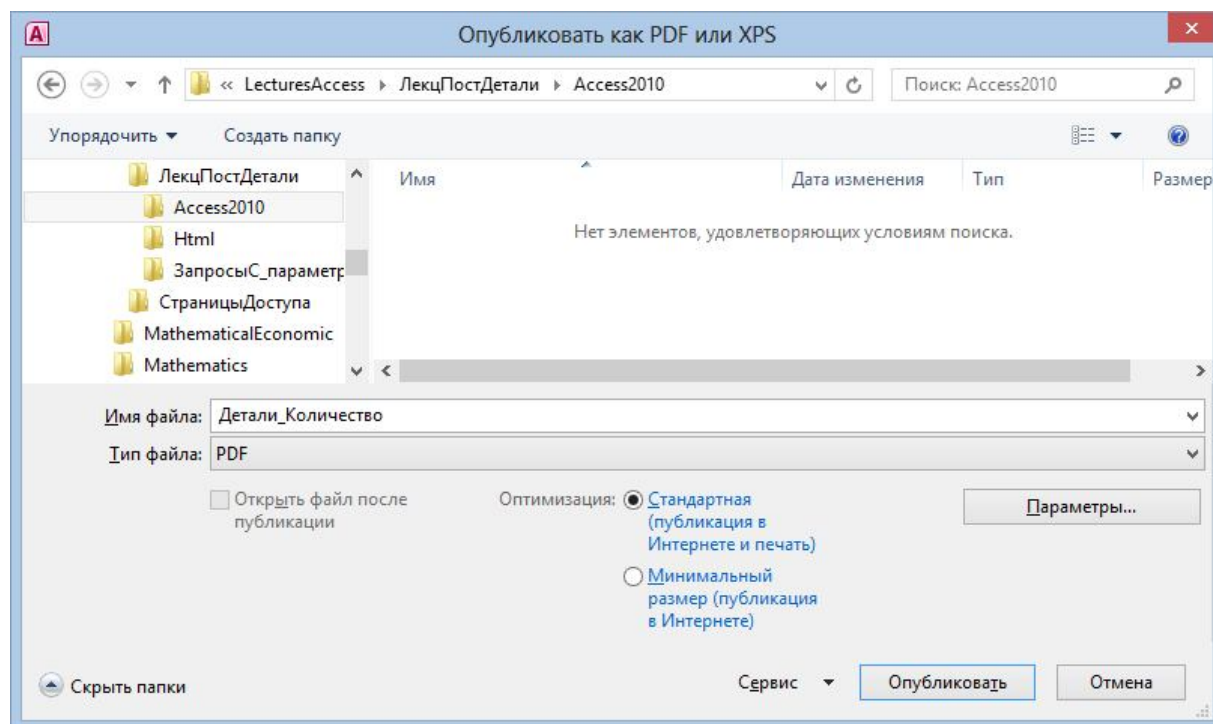 A
Опубликовать как PDF или XPS
« LecturesAccess ЛекцПостДетали Access2010
Поиск: Access2010
Упорядочить Создать папку
ЛекцПостДетали
Access2010
Html
ЗапросыС_параметр
СтраницыДоступа
MathematicalEconomic
Mathematics
Имя Дата изменения Тип Размер
Нет элементов, удовлетворяющих условиям поиска.
Имя файла: Детали_Количество
Тип файла: PDF
Открыть файл после
публикации
Оптимизация: Стандартная
(публикация в
Интернете и печать)
Минимальный
размер (публикация
в Интернете)
Параметры...
Скрыть папки
Сервис Опубликовать Отмена